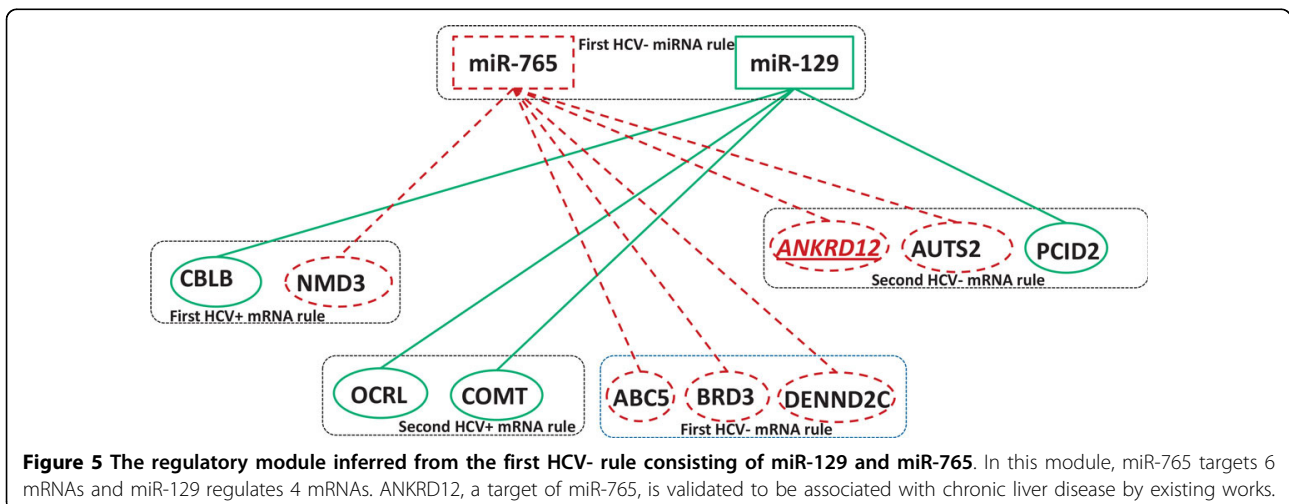 First HCV- miRNA rule
miR-765
miR-129
ANKRD12
AUTS2
PCID2
Second HCV- mRNA rule
CBLB
NMD3
First HCV+ mRNA rule
OCRL
COMT
Second HCV+ mRNA rule
ABC5
BRD3
DENND2C
First HCV- mRNA rule
Figure 5 The regulatory module inferred from the first HCV- rule consisting of miR-129 and miR-765. In this module, miR-765 targets 6
mRNAs and miR-129 regulates 4 mRNAs. ANKRD12, a target of miR-765, is validated to be associated with chronic liver disease by existing works.